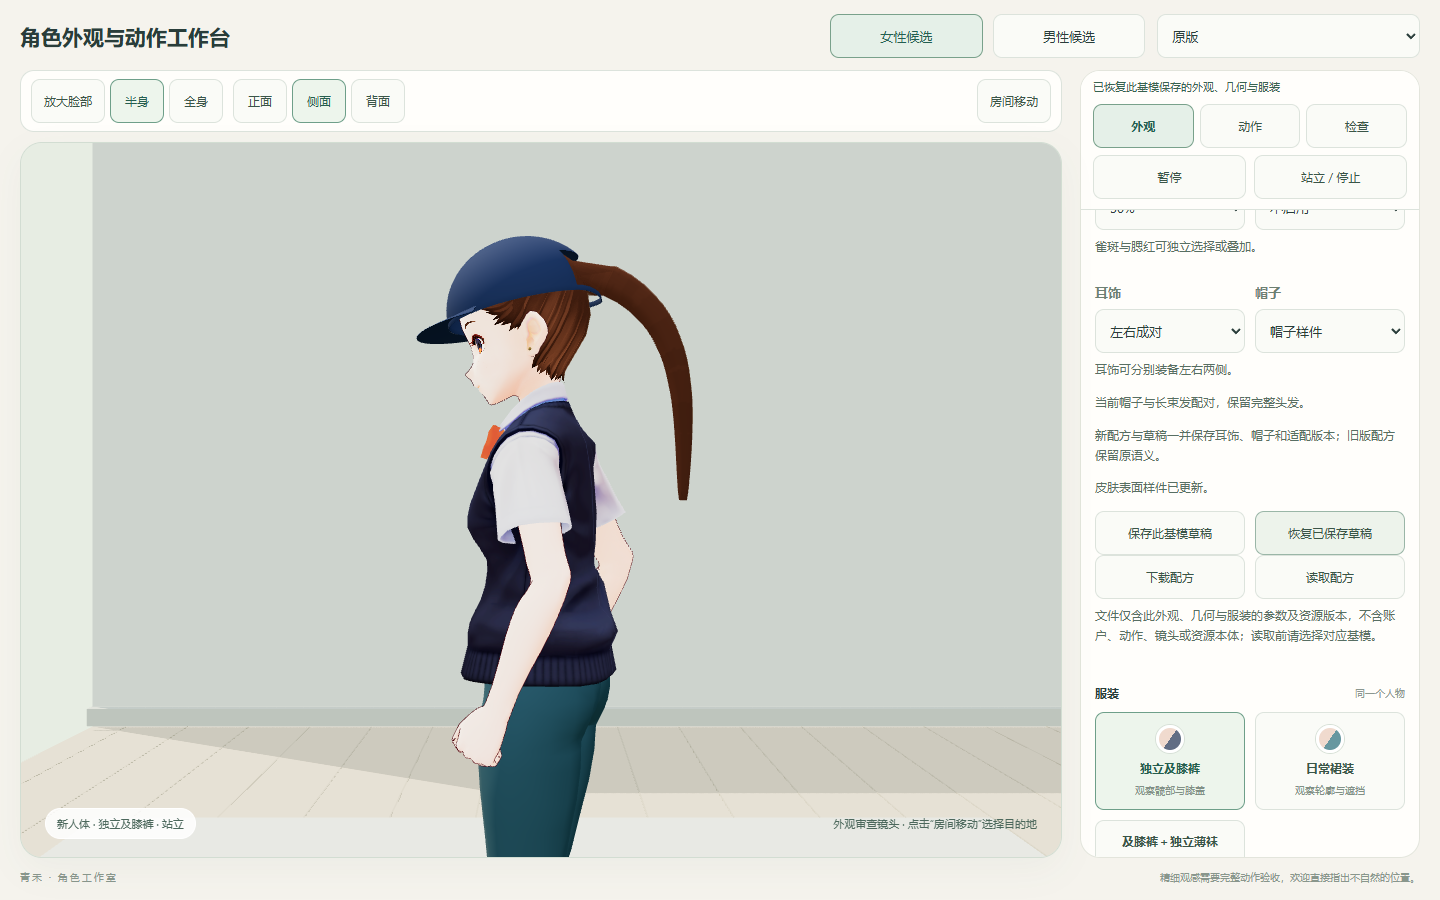 角色外观与动作工作台
女性候选
男性候选
原版
放大脸部
半身
全身
正面
侧面
背面
房间移动
已恢复此基模保存的外观、几何与服装
外观
动作
检查
暂停
站立 / 停止
雀斑与腮红可独立选择或叠加。
耳饰
帽子
左右成对
帽子样件
耳饰可分别装备左右两侧。
当前帽子与长束发配对，保留完整头发。
新配方与草稿一并保存耳饰、帽子和适配版本；旧版配方
保留原语义。
皮肤表面样件已更新。
保存此基模草稿
恢复已保存草稿
下载配方
读取配方
文件仅含此外观、几何与服装的参数及资源版本，不含账
户、动作、镜头或资源本体；读取前请选择对应基模。
服装
同一个人物
独立及膝裤
观察髋部与膝盖
日常裙装
观察轮廓与遮挡
及膝裤 + 独立薄袜
新人体 · 独立及膝裤 · 站立
外观审查镜头 · 点击“房间移动”选择目的地
青禾 · 角色工作室
精细观感需要完整动作验收，欢迎直接指出不自然的位置。